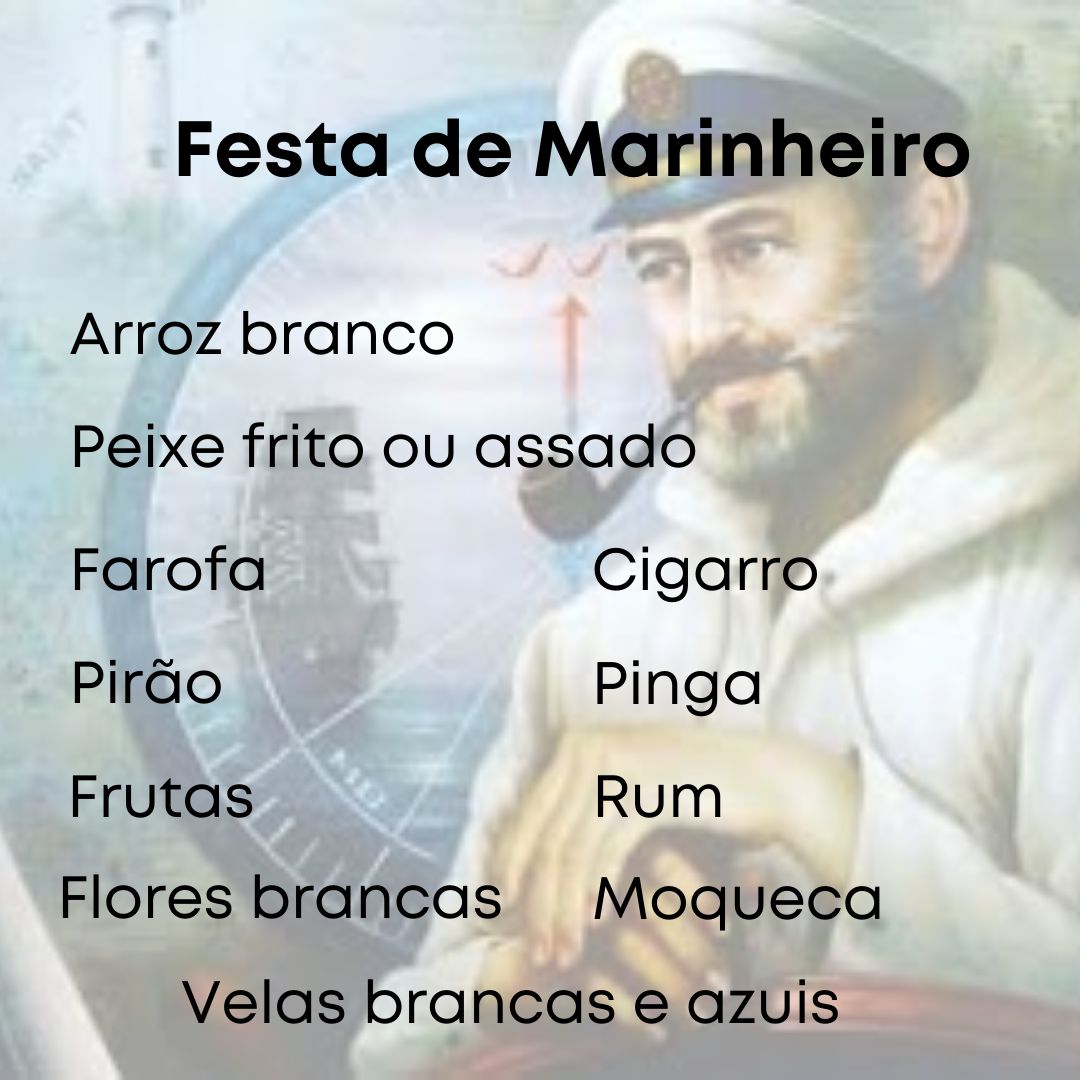 Festa de Marinheiro
Arroz branco
Peixe frito ou assado
Farofa
Cigarro
Pirão
Pinga
Frutas
Rum
Flores brancas
Moqueca
Velas brancas e azuis